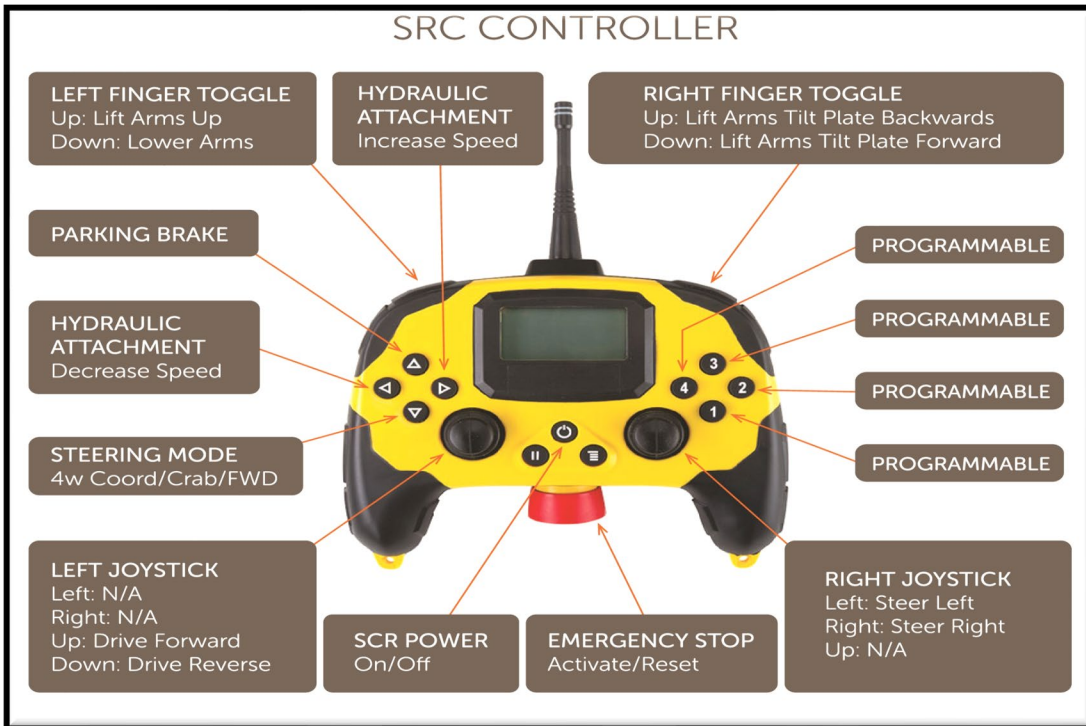 SRC CONTROLLER
LEFT FINGER TOGGLE
Up: Lift Arms Up
Down: Lower Arms
HYDRAULIC
ATTACHMENT
Increase Speed
RIGHT FINGER TOGGLE
Up: Lift Arms Tilt Plate Backwards
Down: Lift Arms Tilt Plate Forward
PARKING BRAKE
PROGRAMMABLE
HYDRAULIC
ATTACHMENT
Decrease Speed
PROGRAMMABLE
PROGRAMMABLE
3
4
2
1
STEERING MODE
4w Coord/Crab/FWD
PROGRAMMABLE
LEFT JOYSTICK
Left: N/A
Right: N/A
Up: Drive Forward
Down: Drive Reverse
SCR POWER
On/Off
EMERGENCY STOP
Activate/Reset
RIGHT JOYSTICK
Left: Steer Left
Right: Steer Right
Up: N/A